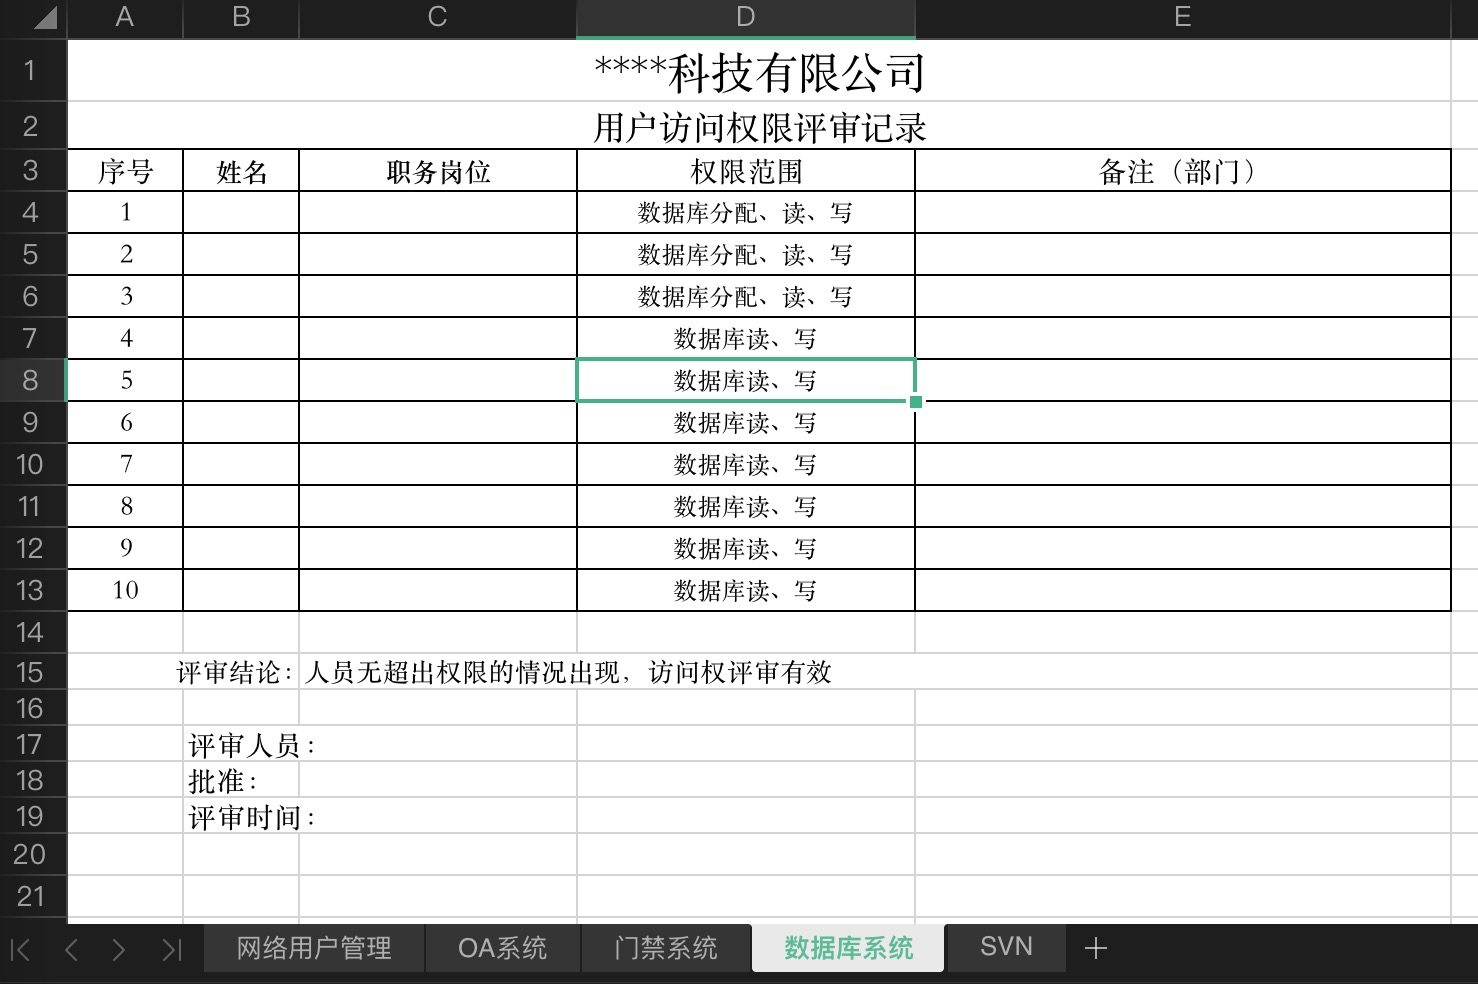 A B C D E
1 ****科技有限公司
2 用户访问权限评审记录
3 序号 姓名 职务岗位 权限范围 备注（部门）
4 1 数据库分配、读、写
5 2 数据库分配、读、写
6 3 数据库分配、读、写
7 4 数据库读、写
8 5 数据库读、写
9 6 数据库读、写
10 7 数据库读、写
11 8 数据库读、写
12 9 数据库读、写
13 10 数据库读、写
14
15 评审结论：人员无超出权限的情况出现，访问权评审有效
16
17 评审人员：
18 批准：
19 评审时间：
20
21
网络用户管理 OA系统 门禁系统 数据库系统 SVN